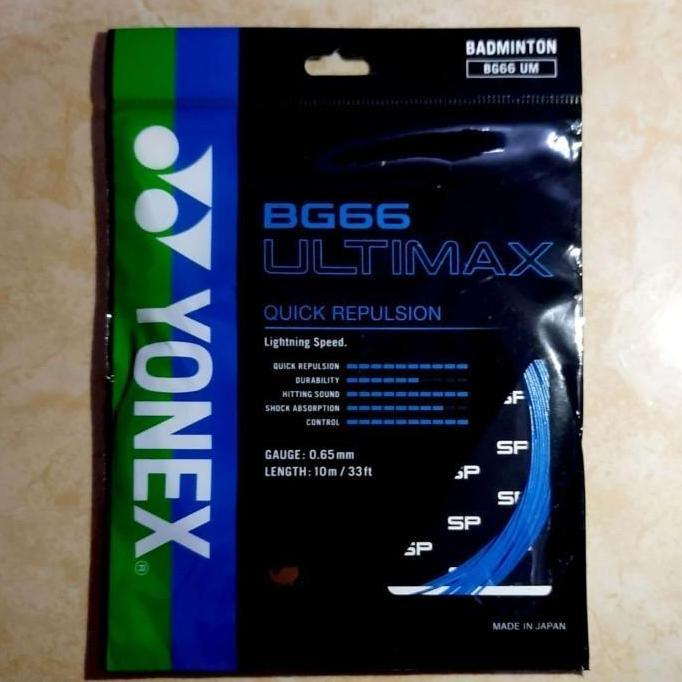 BADMINTON
BG66 UM
YONEX®
BG66
ULTIMAX
QUICK REPULSION
Lightning Speed.
QUICK REPULSION
DURABILITY
HITTING SOUND
SHOCK ABSORPTION
CONTROL
GAUGE: 0.65mm
LENGTH: 10m / 33ft
SP
SP
SP
SP
SP
SP
MADE IN JAPAN